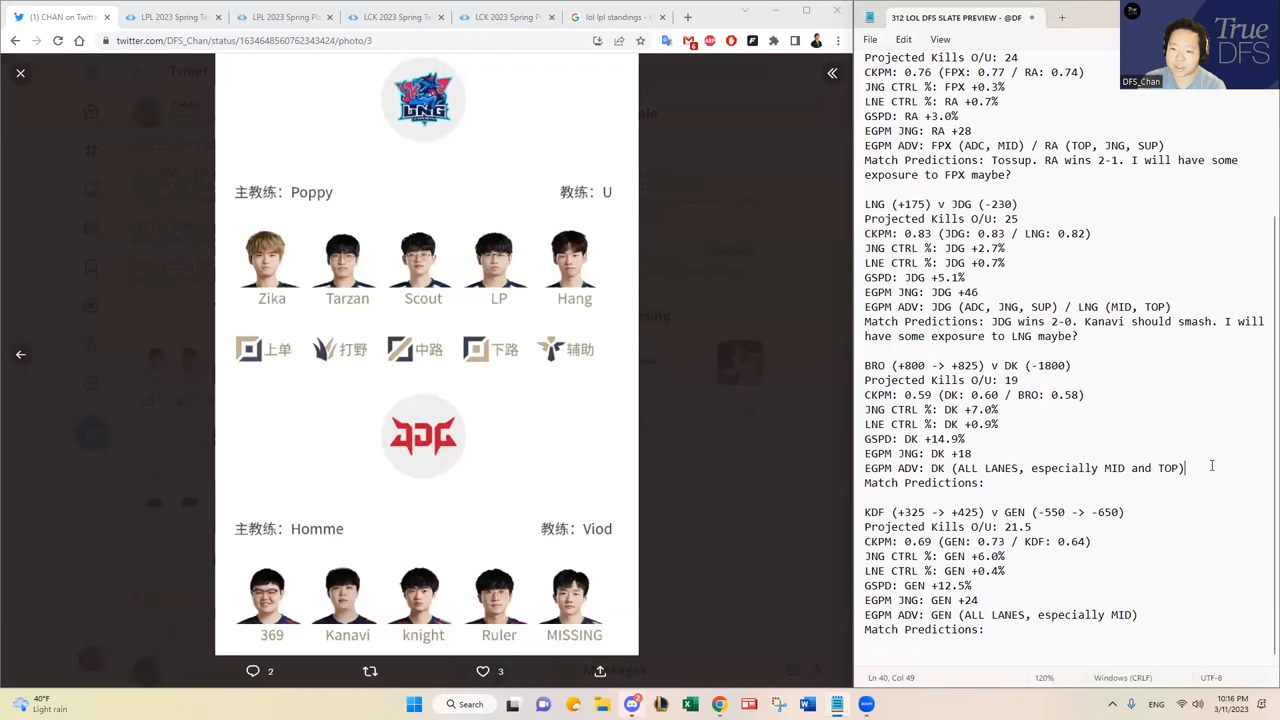 (1) CHAN on Twitter
LPL 2023 Spring Te
LPL 2023 Spring Pl
LCK 2023 Spring Te
LCK 2023 Spring Pl
lol lpl standings -
twitter.com/DFS_Chan/status/1634648560762343424/photo/3
6
Tweet
LNG
主教练：Poppy
教练：U
Zika
Tarzan
Scout
LP
Hang
上单
打野
中路
下路
辅助
JDG
主教练：Homme
教练：Viod
369
Kanavi
knight
Ruler
MISSING
2
3
Messages
312 LOL DFS SLATE PREVIEW - @DF
File Edit View
True
DFS
DFS_Chan
Projected Kills O/U: 24
CKPM: 0.76 (FPX: 0.77 / RA: 0.74)
JNG CTRL %: FPX +0.3%
LNE CTRL %: RA +0.7%
GSPD: RA +3.0%
EGPM JNG: RA +28
EGPM ADV: FPX (ADC, MID) / RA (TOP, JNG, SUP)
Match Predictions: Tossup. RA wins 2-1. I will have some
exposure to FPX maybe?
LNG (+175) v JDG (-230)
Projected Kills O/U: 25
CKPM: 0.83 (JDG: 0.83 / LNG: 0.82)
JNG CTRL %: JDG +2.7%
LNE CTRL %: JDG +0.7%
GSPD: JDG +5.1%
EGPM JNG: JDG +46
EGPM ADV: JDG (ADC, JNG, SUP) / LNG (MID, TOP)
Match Predictions: JDG wins 2-0. Kanavi should smash. I will
have some exposure to LNG maybe?
BRO (+800 -> +825) v DK (-1800)
Projected Kills O/U: 19
CKPM: 0.59 (DK: 0.60 / BRO: 0.58)
JNG CTRL %: DK +7.0%
LNE CTRL %: DK +0.9%
GSPD: DK +14.9%
EGPM JNG: DK +18
EGPM ADV: DK (ALL LANES, especially MID and TOP)
Match Predictions:
KDF (+325 -> +425) v GEN (-550 -> -650)
Projected Kills O/U: 21.5
CKPM: 0.69 (GEN: 0.73 / KDF: 0.64)
JNG CTRL %: GEN +6.0%
LNE CTRL %: GEN +0.4%
GSPD: GEN +12.5%
EGPM JNG: GEN +24
EGPM ADV: GEN (ALL LANES, especially MID)
Match Predictions:
Ln 40, Col 49
120%
Windows (CRLF)
UTF-8
40°F
Light rain
Search
ENG
10:16 PM
3/11/2023